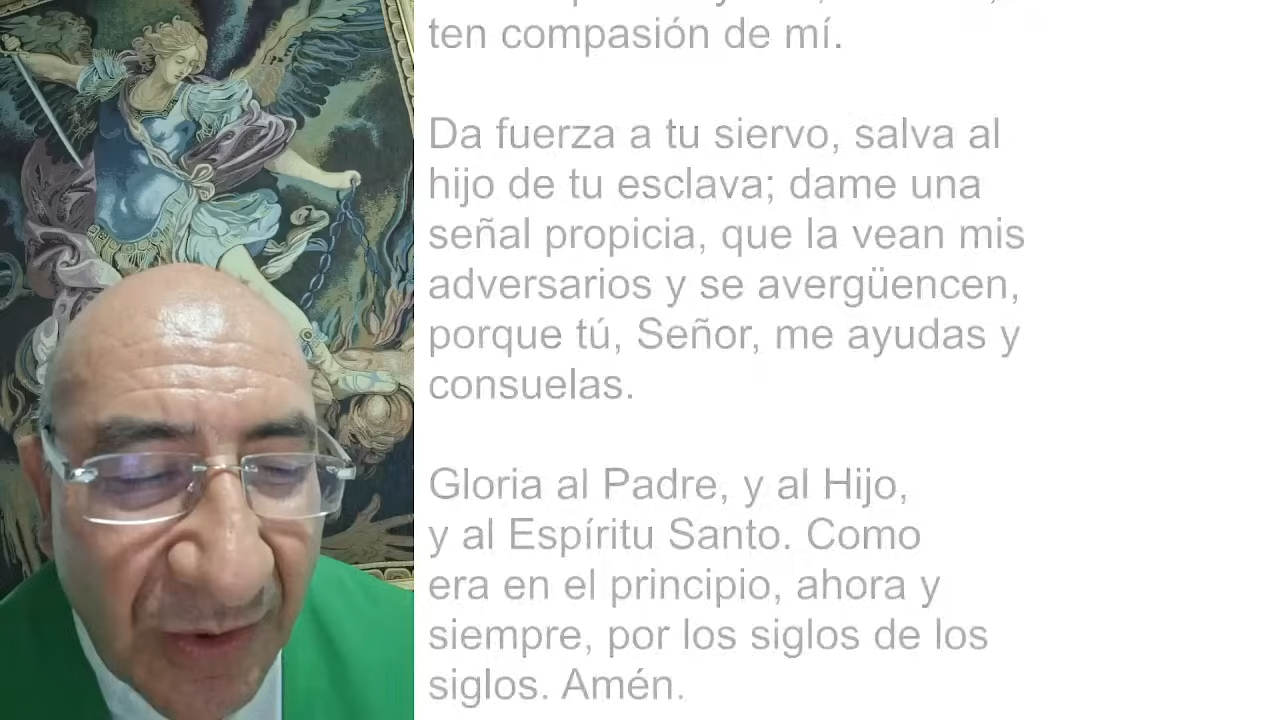 ten compasión de mí.
Da fuerza a tu siervo, salva al
hijo de tu esclava; dame una
señal propicia, que la vean mis
adversarios y se avergüencen,
porque tú, Señor, me ayudas y
consuelas.
Gloria al Padre, y al Hijo,
y al Espíritu Santo. Como
era en el principio, ahora y
siempre, por los siglos de los
siglos. Amén.